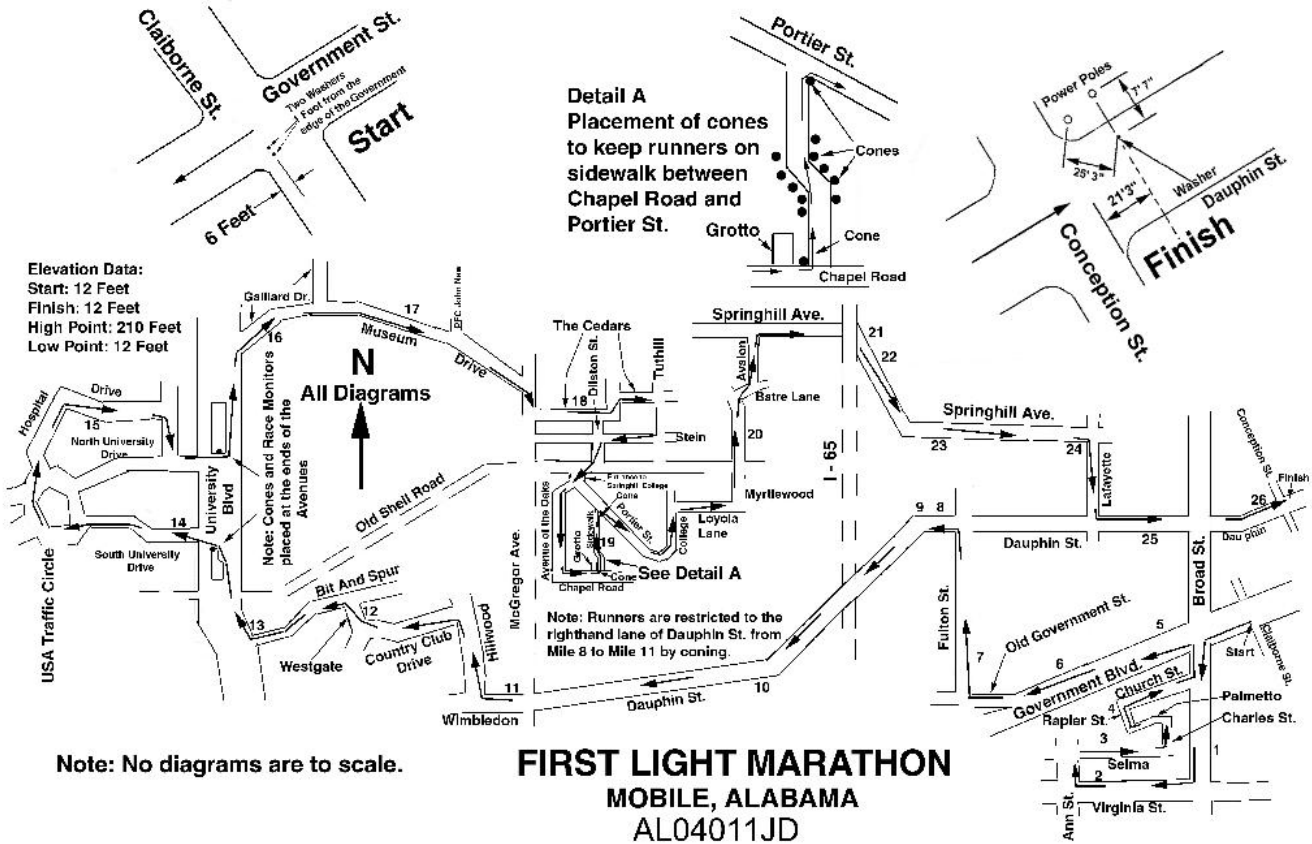 Claiborne St.
Government St.
Two Washers
Foot from the
edge of the Government
Start
6 Feet
Detail A
Placement of cones
to keep runners on
sidewalk between
Chapel Road and
Portier St.
Portier St.
Cones
Grotto
Cone
Chapel Road
Power Poles
7' 7"
25' 3"
21'3"
Washer
Dauphin St.
Finish
Conception St.
Elevation Data:
Start: 12 Feet
Finish: 12 Feet
High Point: 210 Feet
Low Point: 12 Feet
Gaillard Dr.
16
17
Museum
Drive
PFC John New
N
All Diagrams
Note: Cones and Race Monitors
placed at the ends of the
Avenues
Hospital
Drive
15
North University
Drive
University
Blvd
14
South University
Drive
USA Traffic Circle
13
Bit And Spur
Old Shell Road
12
Westgate
Country Club
Drive
Hillwood
McGregor Ave.
11
Wimbledon
The Cedars
Dilston St.
Tuthill
18
Stein
Entrance to
Springhill College
Cone
Avenue of the Oaks
Portier St.
Sidewalk
Grotto
19
Cone
Chapel Road
See Detail A
College
Loyola
Lane
Myrtlewood
20
Batre Lane
Avalon
Springhill Ave.
21
22
I-65
Springhill Ave.
23
24
Lafayette
9
8
Dauphin St.
25
26
Conception St.
Finish
Dauphin
Broad St.
Note: Runners are restricted to the
righthand lane of Dauphin St. from
Mile 8 to Mile 11 by coning.
10
Dauphin St.
Fulton St.
7
Old Government St.
6
5
Government Blvd.
Start
Claiborne St.
Church St.
4
Rapler St.
Palmetto
Charles St.
3
Selma
2
1
Ann St.
Virginia St.
Note: No diagrams are to scale.
FIRST LIGHT MARATHON
MOBILE, ALABAMA
AL04011JD